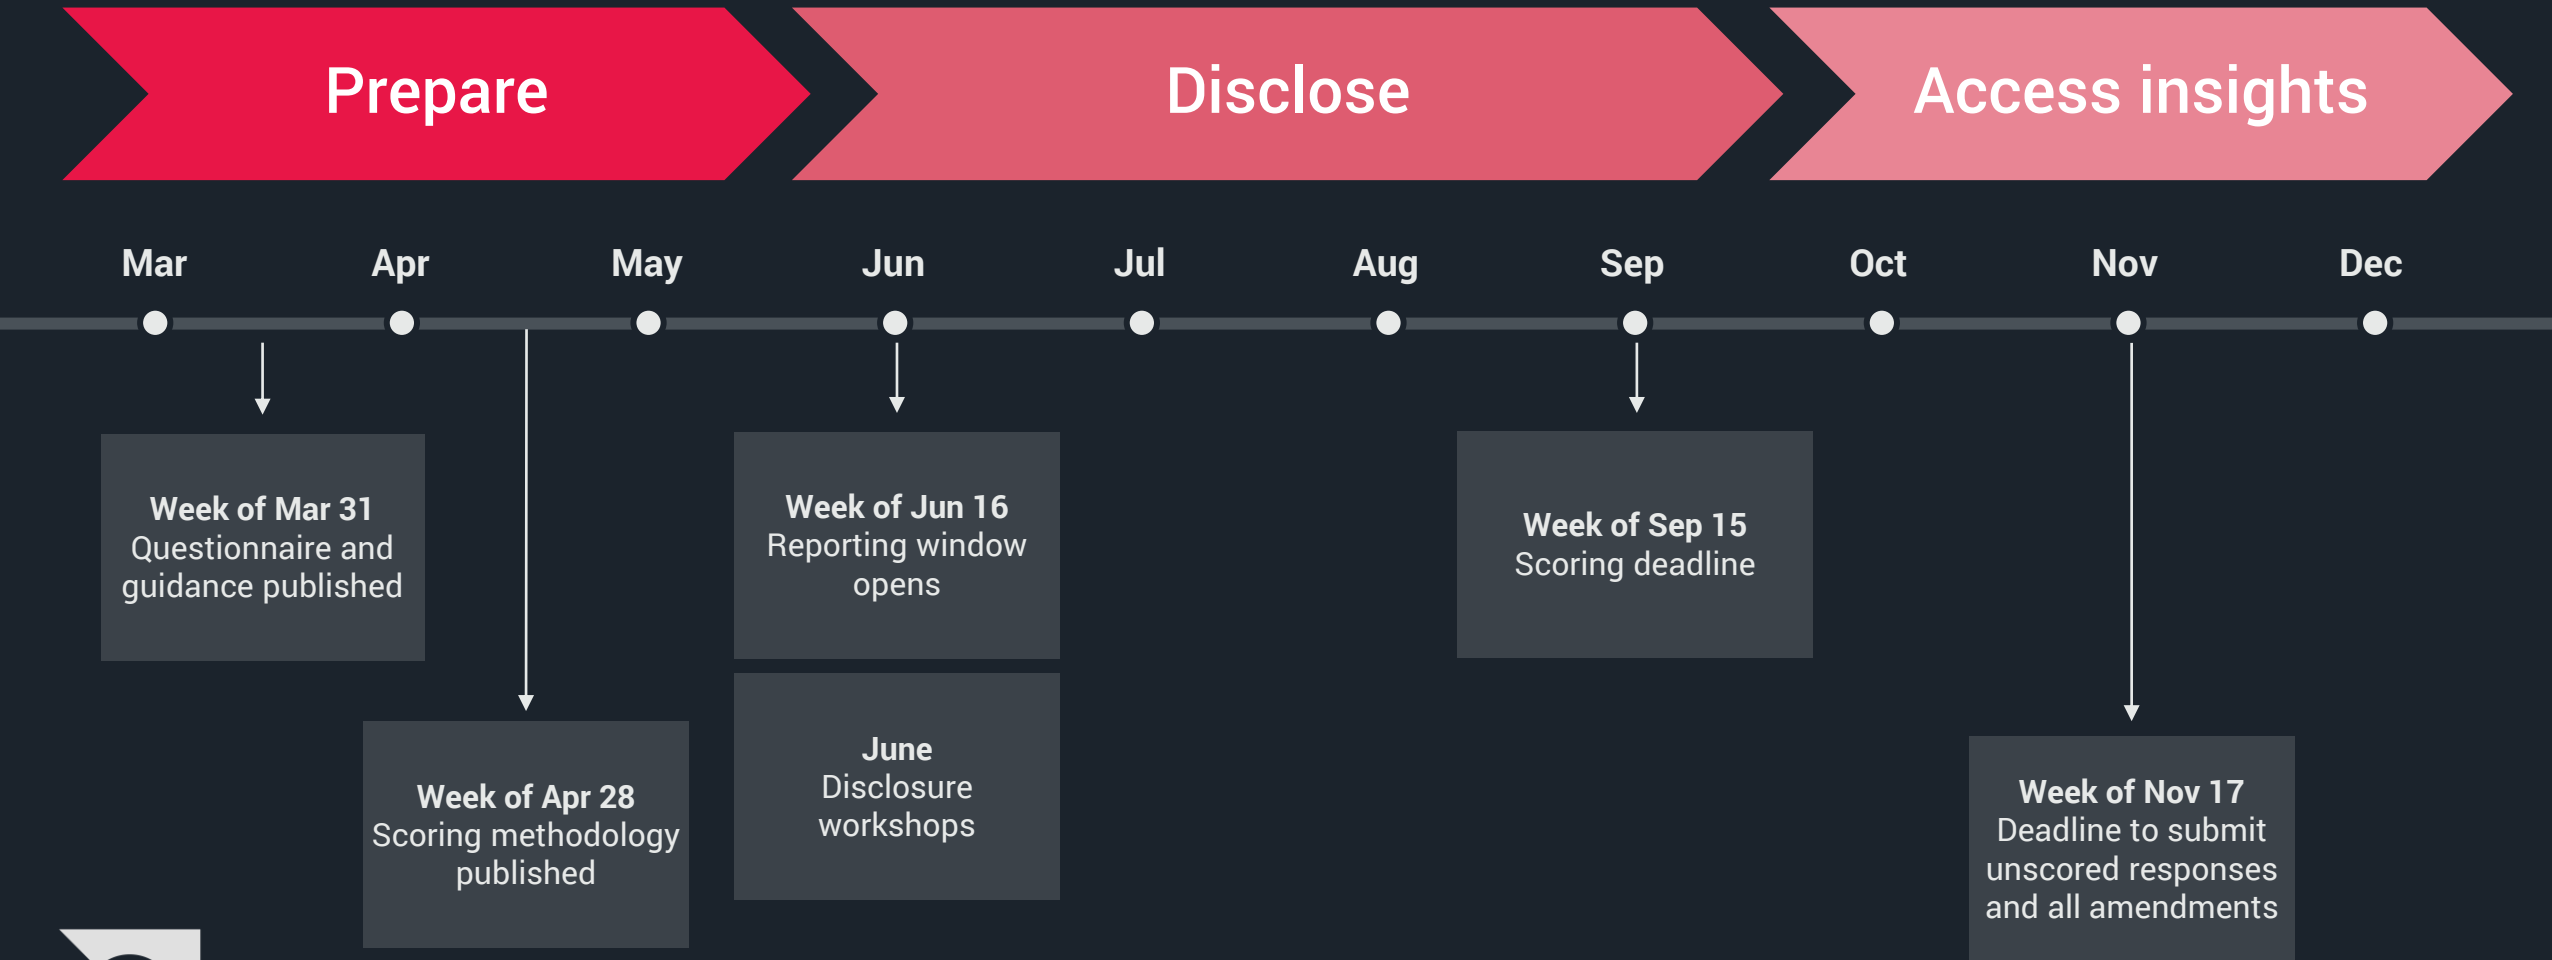 Prepare
Disclose
Access insights
Mar
Apr
May
Jun
Jul
Aug
Sep
Oct
Nov
Dec
Week of Mar 31
Questionnaire and
guidance published
Week of Apr 28
Scoring methodology
published
Week of Jun 16
Reporting window
opens
June
Disclosure
workshops
Week of Sep 15
Scoring deadline
Week of Nov 17
Deadline to submit
unscored responses
and all amendments